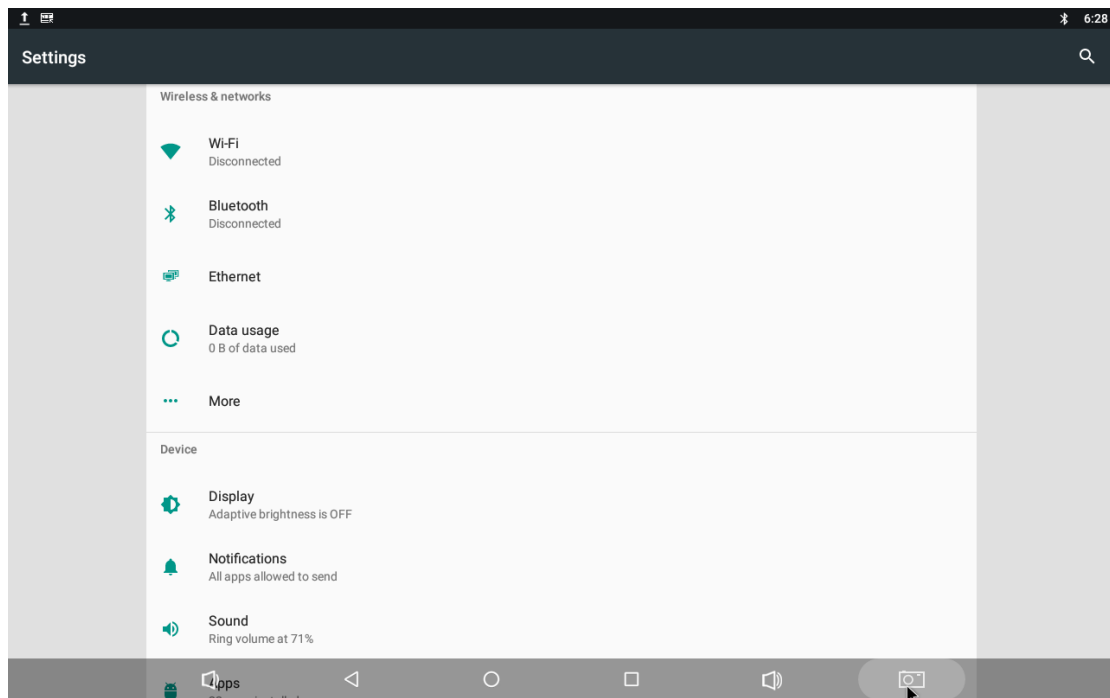 6:28
Settings
Wireless & networks
Wi-Fi
Disconnected
Bluetooth
Disconnected
Ethernet
Data usage
0 B of data used
More
Device
Display
Adaptive brightness is OFF
Notifications
All apps allowed to send
Sound
Ring volume at 71%
Apps